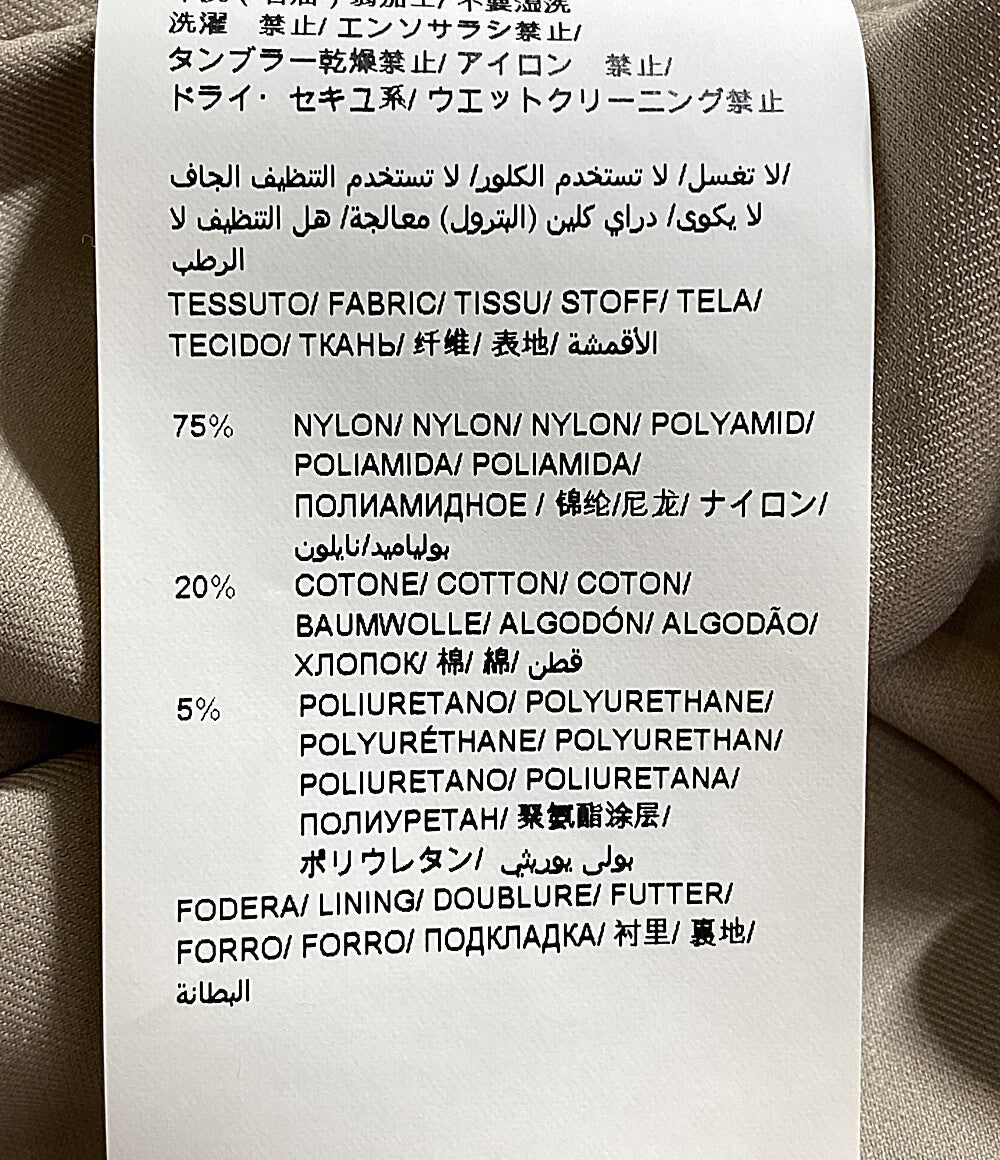 洗濯 禁止/ エンソサラシ禁止/
タンブラー乾燥禁止/ アイロン 禁止/
ドライ・ セキユ系/ ウエットクリーニング禁止
لا تغسل/ لا تستخدم الكلور/ لا تستخدم التنظيف الجاف/
لا يكوى/ دراي كلين (البترول) معالجة/ هل التنظيف لا
الرطب
TESSUTO/ FABRIC/ TISSU/ STOFF/ TELA/
TECIDO/ ТКАНЬ/ 纤维/ 表地/ الأقمشة
75% NYLON/ NYLON/ NYLON/ POLYAMID/
POLIAMIDA/ POLIAMIDA/
ПОЛИАМИДНОЕ / 锦纶/尼龙/ ナイロン/
بولياميد/نايلون
20% COTONE/ COTTON/ COTON/
BAUMWOLLE/ ALGODÓN/ ALGODÃO/
ХЛОПОК/ 棉/ 綿/ قطن
5% POLIURETANO/ POLYURETHANE/
POLYURÉTHANE/ POLYURETHAN/
POLIURETANO/ POLIURETANA/
ПОЛИУРЕТАН/ 聚氨酯涂层/
ポリウレタン/ بولى يوريثي
FODERA/ LINING/ DOUBLURE/ FUTTER/
FORRO/ FORRO/ ПОДКЛАДКА/ 衬里/ 裏地/
البطانة